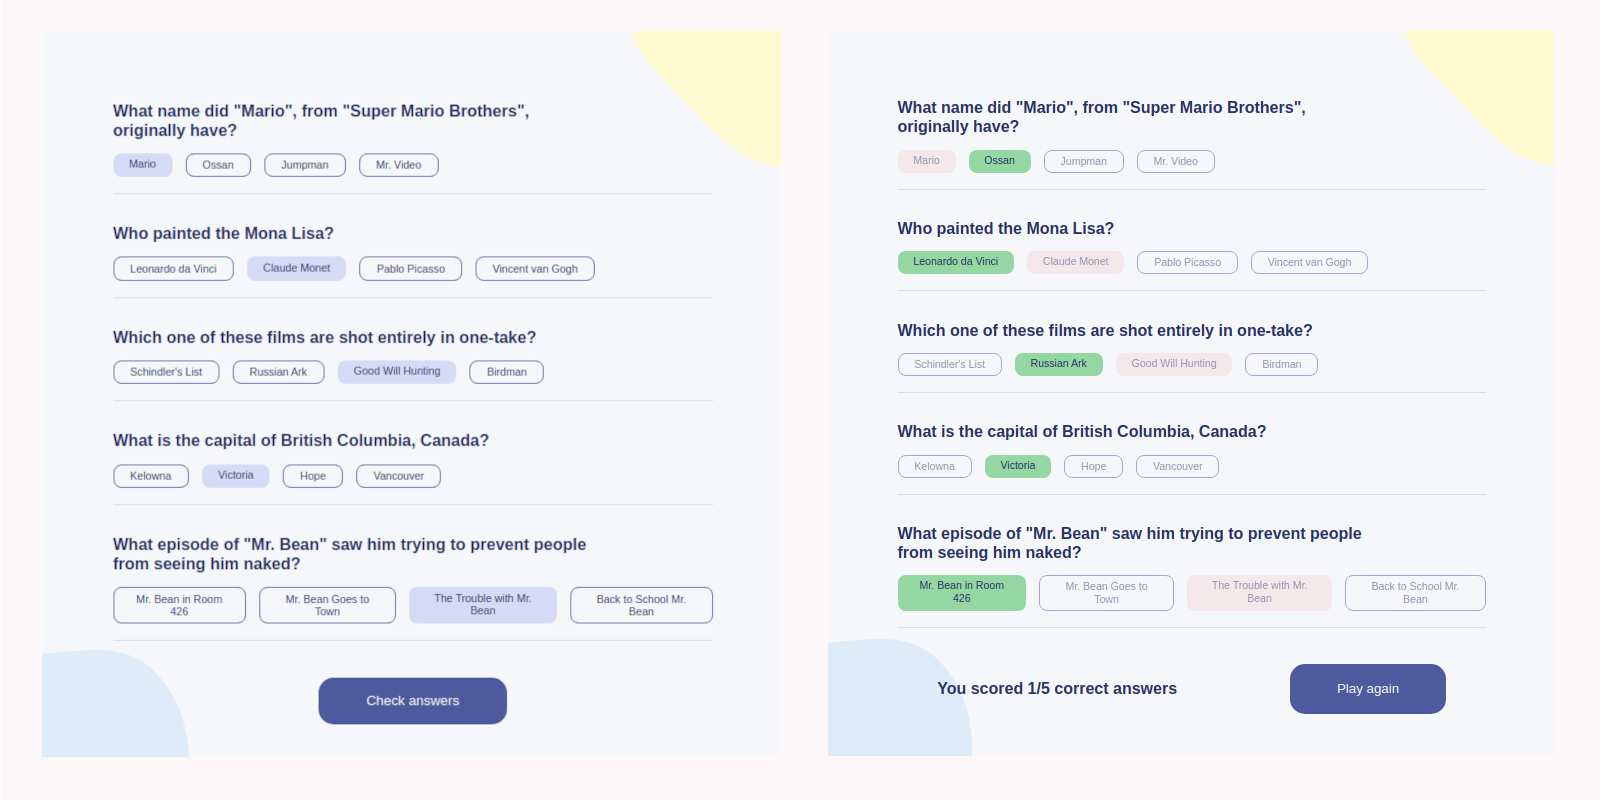 What name did "Mario", from "Super Mario Brothers",
originally have?
Mario Ossan Jumpman Mr. Video
Who painted the Mona Lisa?
Leonardo da Vinci Claude Monet Pablo Picasso Vincent van Gogh
Which one of these films are shot entirely in one-take?
Schindler's List Russian Ark Good Will Hunting Birdman
What is the capital of British Columbia, Canada?
Kelowna Victoria Hope Vancouver
What episode of "Mr. Bean" saw him trying to prevent people
from seeing him naked?
Mr. Bean in Room
426
Mr. Bean Goes to
Town
The Trouble with Mr.
Bean
Back to School Mr.
Bean
Check answers
What name did "Mario", from "Super Mario Brothers",
originally have?
Mario Ossan Jumpman Mr. Video
Who painted the Mona Lisa?
Leonardo da Vinci Claude Monet Pablo Picasso Vincent van Gogh
Which one of these films are shot entirely in one-take?
Schindler's List Russian Ark Good Will Hunting Birdman
What is the capital of British Columbia, Canada?
Kelowna Victoria Hope Vancouver
What episode of "Mr. Bean" saw him trying to prevent people
from seeing him naked?
Mr. Bean in Room
426
Mr. Bean Goes to
Town
The Trouble with Mr.
Bean
Back to School Mr.
Bean
You scored 1/5 correct answers
Play again